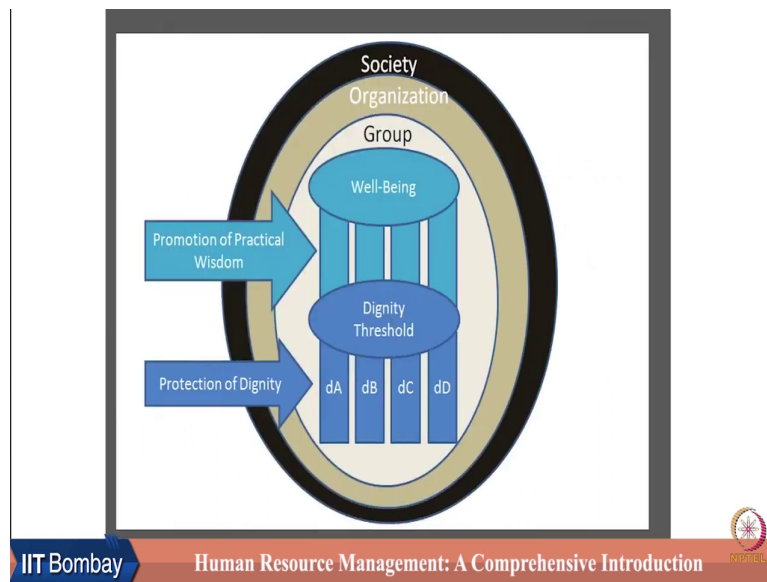 Society
Organization
Group
Well-Being
Promotion of Practical
Wisdom
Dignity
Threshold
Protection of Dignity
dA dB dC dD
IIT Bombay
Human Resource Management: A Comprehensive Introduction
NPTEL